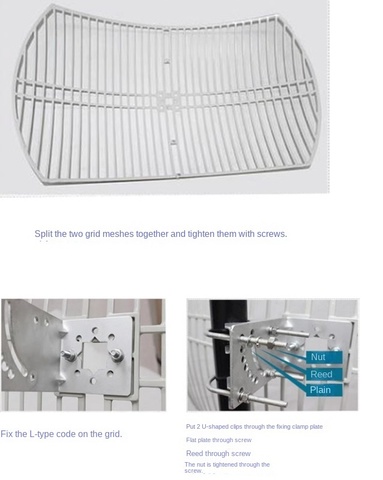 Split the two grid meshes together and tighten them with screws.
Nut
Reed
Plain
Fix the L-type code on the grid.
Put 2 U-shaped clips through the fixing clamp plate
Flat plate through screw
Reed through screw
The nut is tightened through the
screw.